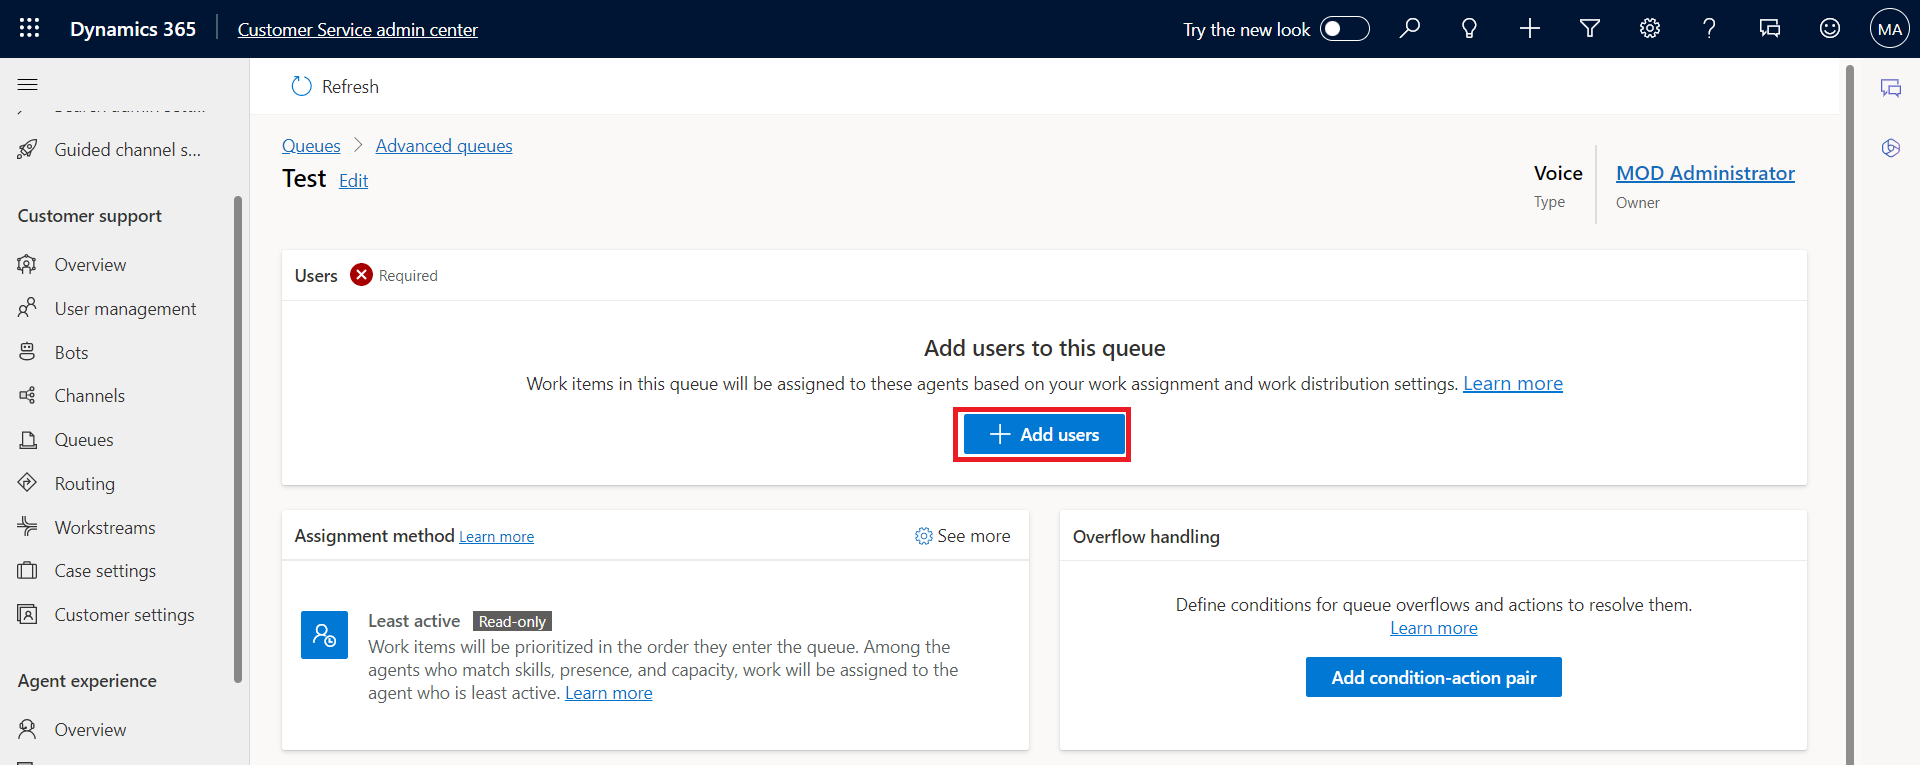 Dynamics 365
Customer Service admin center
Try the new look
MA
Refresh
Guided channel s...
Customer support
Overview
User management
Bots
Channels
Queues
Routing
Workstreams
Case settings
Customer settings
Agent experience
Overview
Queues > Advanced queues
Test Edit
Voice
Type
MOD Administrator
Owner
Users Required
Add users to this queue
Work items in this queue will be assigned to these agents based on your work assignment and work distribution settings. Learn more
Add users
Assignment method Learn more
See more
Least active Read-only
Work items will be prioritized in the order they enter the queue. Among the
agents who match skills, presence, and capacity, work will be assigned to the
agent who is least active. Learn more
Overflow handling
Define conditions for queue overflows and actions to resolve them.
Learn more
Add condition-action pair